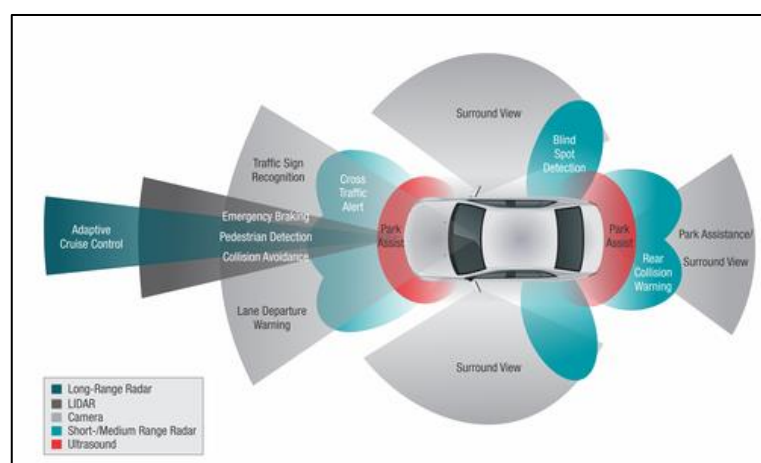 Surround View
Traffic Sign
Recognition
Cross
Traffic
Alert
Blind
Spot
Detection
Adaptive
Cruise Control
Emergency Braking
Pedestrian Detection
Collision Avoidance
Park
Assist
Park
Assist
Park Assistance/
Surround View
Rear
Collision
Warning
Lane Departure
Warning
Surround View
Long-Range Radar
LIDAR
Camera
Short-/Medium Range Radar
Ultrasound